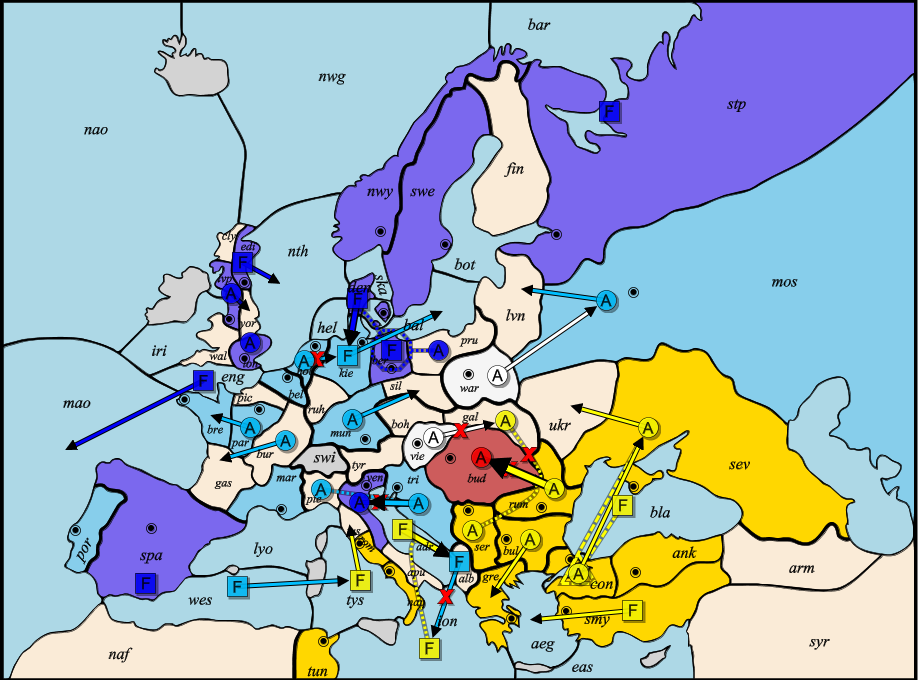 bar
nwg
stp
nao
fin
nwy
swe
cly
edi
nth
bot
ska
mos
lvp
den
yor
hel
bal
lvn
iri
wal
lon
pru
kie
eng
war
mao
pic
bel
sil
ruh
bre
par
mun
boh
gal
ukr
bur
vie
sev
swi
tyr
bud
gas
mar
pie
ven
tri
rum
bla
por
spa
lyo
tus
rom
adr
ser
bul
ank
con
arm
apu
alb
gre
wes
tys
nap
ion
smy
aeg
syr
naf
eas
tun
F
F
A
A
F
F
A
F
A
F
A
A
A
A
A
A
A
A
A
A
A
A
A
A
F
F
A
A
F
A
F
F
F
F
F